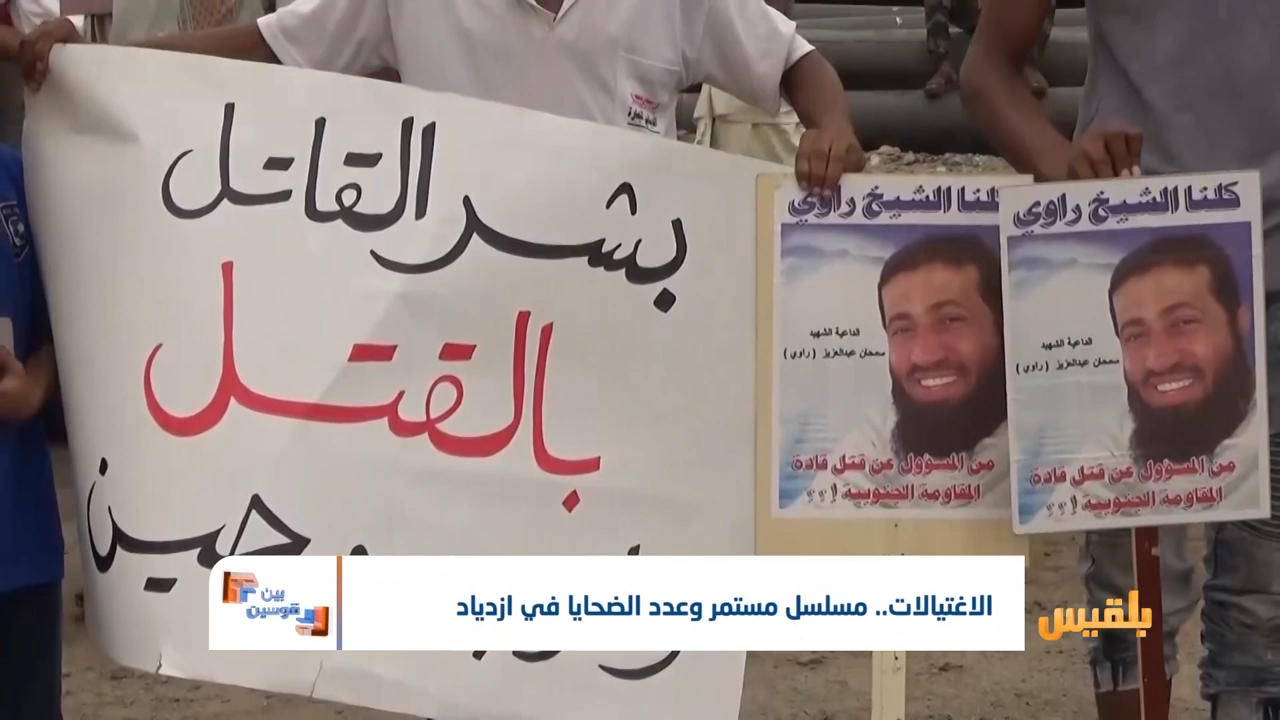 بشر القاتل
بالقتل
حين
كلنا الشيخ راوي
الداعية الشهيد
سمحان عبدالعزيز ( راوي )
من المسؤول عن قتل قادة
المقاومة الجنوبية !؟؟
كلنا الشيخ راوي
الداعية الشهيد
سمحان عبدالعزيز ( راوي )
من المسؤول عن قتل قادة
المقاومة الجنوبية !؟؟
بين
قوسين
الاغتيالات.. مسلسل مستمر وعدد الضحايا في ازدياد
بلقيس